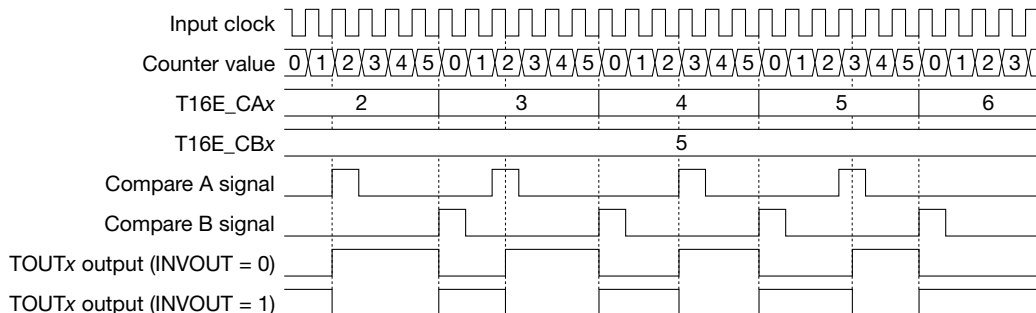 Input clock
Counter value 0 1 2 3 4 5 0 1 2 3 4 5 0 1 2 3 4 5 0 1 2 3 4 5 0 1 2 3
T16E_CAx 2 3 4 5 6
T16E_CBx 5
Compare A signal
Compare B signal
TOUTx output (INVOUT = 0)
TOUTx output (INVOUT = 1)